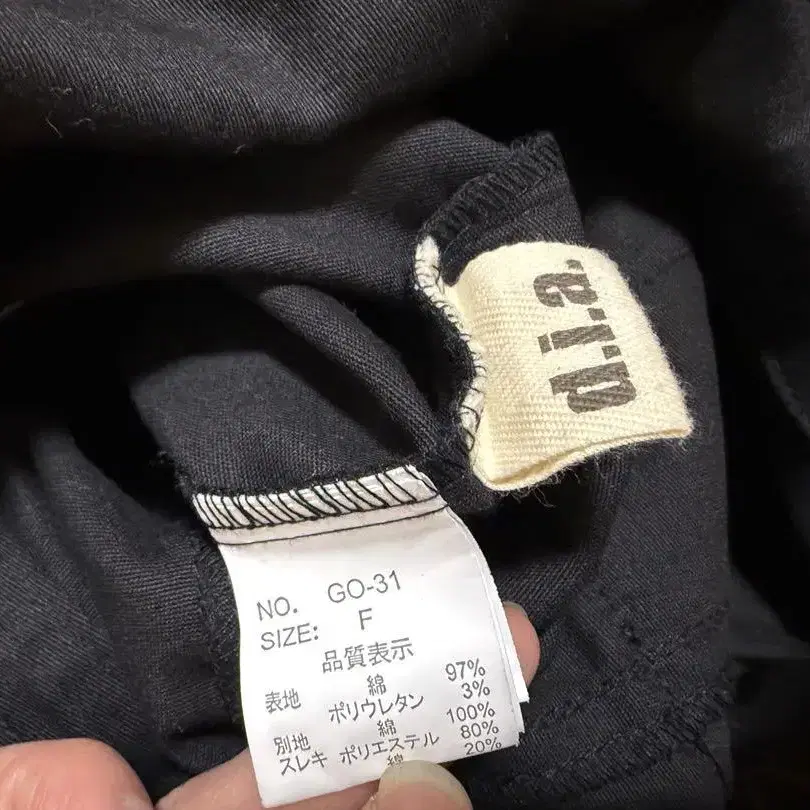 d.i.a.
NO. GO-31
SIZE: F
品質表示
表地 綿 97%
ポリウレタン 3%
別地 綿 100%
スレキ ポリエステル 80%
綿 20%